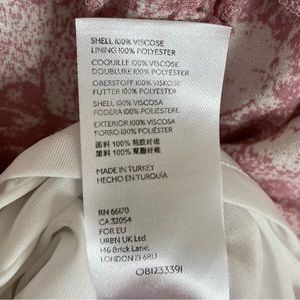 SHELL 100% VISCOSE
LINING 100% POLYESTER
COQUILLE 100% VISCOSE
DOUBLURE 100% POLYESTER
OBERSTOFF 100% VISKOSE
FUTTER 100% POLYESTER
SHELL 100% VISCOSA
FODERA 100% POLIESTERE
EXTERIOR 100% VISCOSA
FORRO 100% POLIÉSTER
面料 100% 粘胶纤维
里料 100% 聚酯纤维
MADE IN TURKEY
HECHO EN TURQUÍA
RN 66170
CA 32054
FOR EU
URBN UK Ltd.
146 Brick Lane,
LONDON E1 6RU
OB1233391